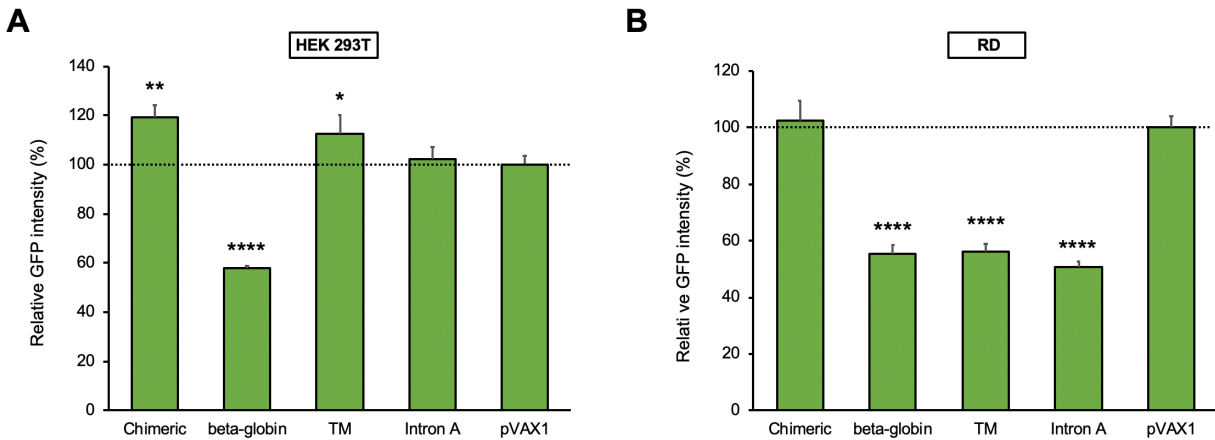 A
HEK 293T
Relative GFP intensity (%)
140
120
100
80
60
40
20
0
**
****
*
Chimeric
beta-globin
TM
Intron A
pVAX1
B
RD
Relati ve GFP intensity (%)
120
100
80
60
40
20
0
****
****
****
Chimeric
beta-globin
TM
Intron A
pVAX1